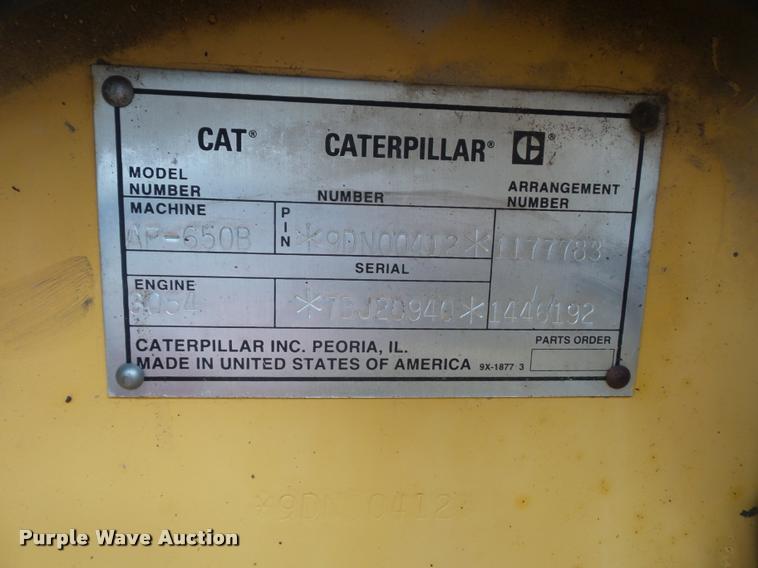 CAT® CATERPILLAR® ®
MODEL NUMBER NUMBER ARRANGEMENT NUMBER
MACHINE PIN
AP-650B *9DN00412* 1177783
SERIAL
ENGINE
3054 *7BJ20940* 1446192
CATERPILLAR INC. PEORIA, IL. PARTS ORDER
MADE IN UNITED STATES OF AMERICA 9X-1877 3
*9DN00412
Purple Wave Auction